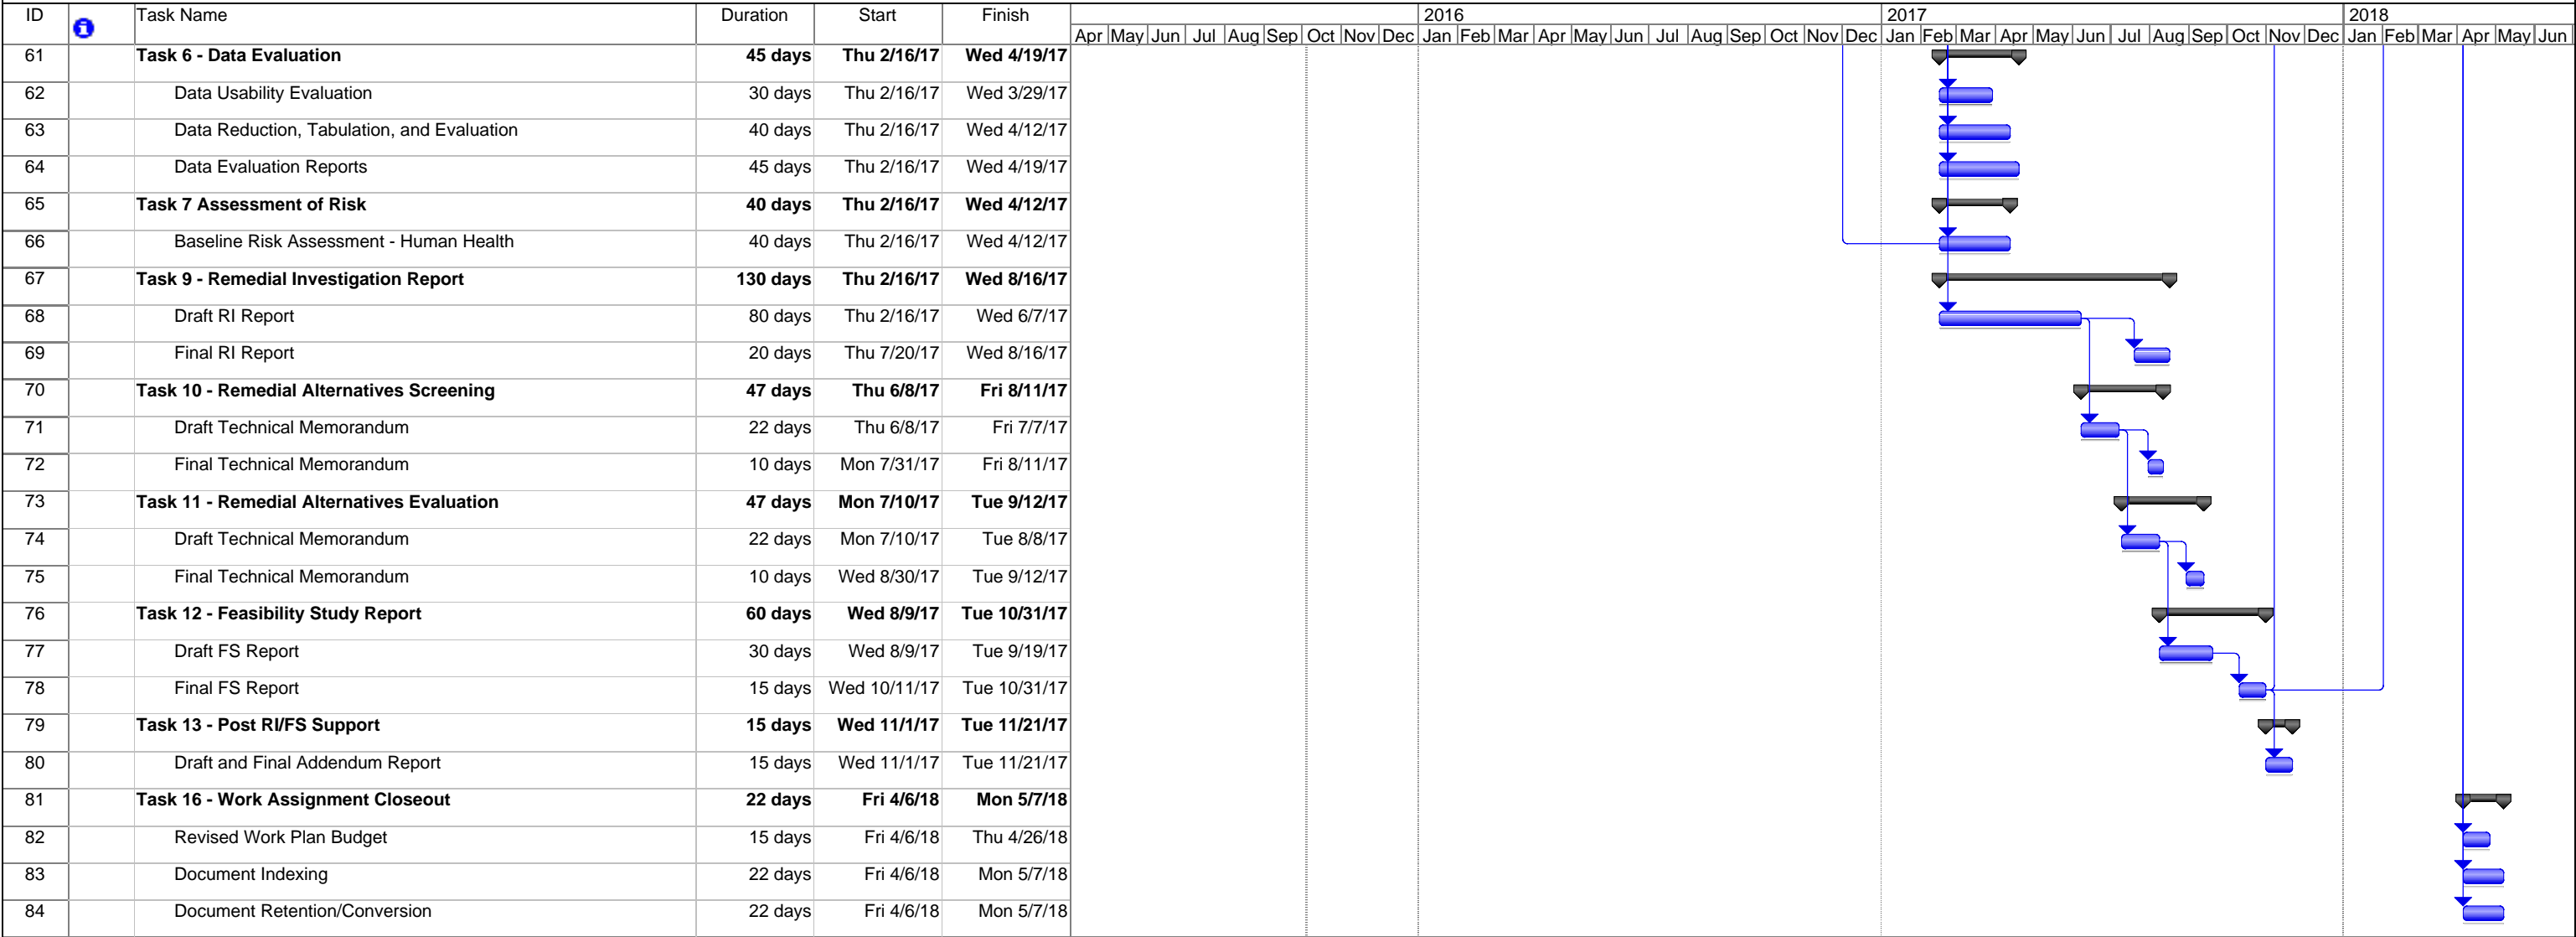 ID Task Name Duration Start Finish 2016 2017 2018
Apr May Jun Jul Aug Sep Oct Nov Dec Jan Feb Mar Apr May Jun Jul Aug Sep Oct Nov Dec Jan Feb Mar Apr May Jun Jul Aug Sep Oct Nov Dec Jan Feb Mar Apr May Jun
61 Task 6 - Data Evaluation 45 days Thu 2/16/17 Wed 4/19/17
62 Data Usability Evaluation 30 days Thu 2/16/17 Wed 3/29/17
63 Data Reduction, Tabulation, and Evaluation 40 days Thu 2/16/17 Wed 4/12/17
64 Data Evaluation Reports 45 days Thu 2/16/17 Wed 4/19/17
65 Task 7 Assessment of Risk 40 days Thu 2/16/17 Wed 4/12/17
66 Baseline Risk Assessment - Human Health 40 days Thu 2/16/17 Wed 4/12/17
67 Task 9 - Remedial Investigation Report 130 days Thu 2/16/17 Wed 8/16/17
68 Draft RI Report 80 days Thu 2/16/17 Wed 6/7/17
69 Final RI Report 20 days Thu 7/20/17 Wed 8/16/17
70 Task 10 - Remedial Alternatives Screening 47 days Thu 6/8/17 Fri 8/11/17
71 Draft Technical Memorandum 22 days Thu 6/8/17 Fri 7/7/17
72 Final Technical Memorandum 10 days Mon 7/31/17 Fri 8/11/17
73 Task 11 - Remedial Alternatives Evaluation 47 days Mon 7/10/17 Tue 9/12/17
74 Draft Technical Memorandum 22 days Mon 7/10/17 Tue 8/8/17
75 Final Technical Memorandum 10 days Wed 8/30/17 Tue 9/12/17
76 Task 12 - Feasibility Study Report 60 days Wed 8/9/17 Tue 10/31/17
77 Draft FS Report 30 days Wed 8/9/17 Tue 9/19/17
78 Final FS Report 15 days Wed 10/11/17 Tue 10/31/17
79 Task 13 - Post RI/FS Support 15 days Wed 11/1/17 Tue 11/21/17
80 Draft and Final Addendum Report 15 days Wed 11/1/17 Tue 11/21/17
81 Task 16 - Work Assignment Closeout 22 days Fri 4/6/18 Mon 5/7/18
82 Revised Work Plan Budget 15 days Fri 4/6/18 Thu 4/26/18
83 Document Indexing 22 days Fri 4/6/18 Mon 5/7/18
84 Document Retention/Conversion 22 days Fri 4/6/18 Mon 5/7/18